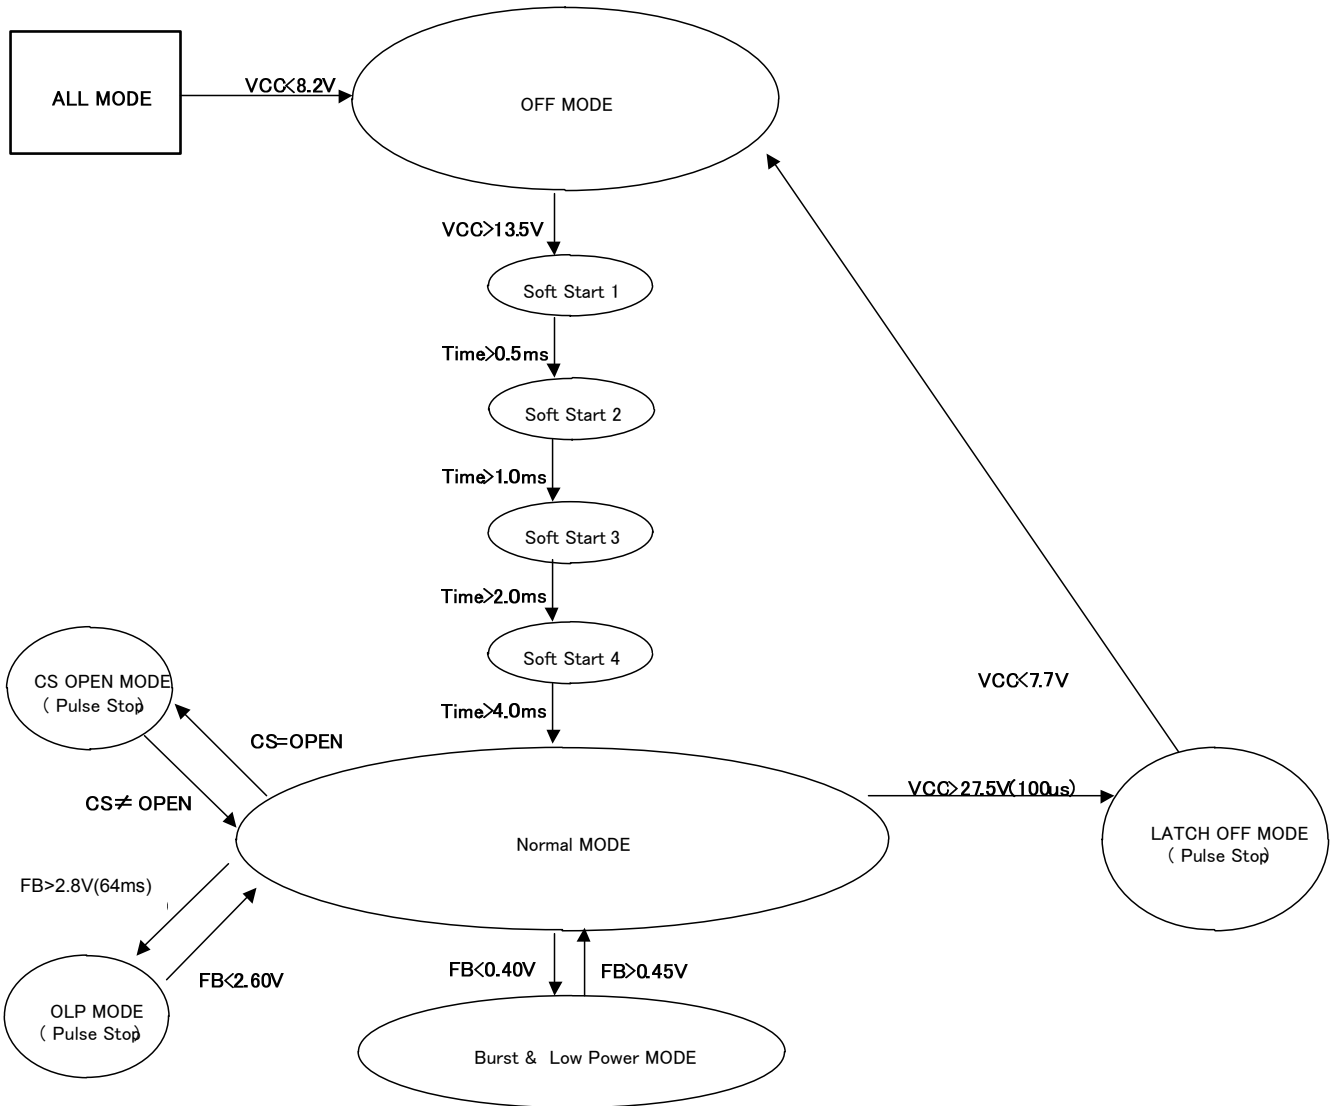 ALL MODE
VCC<8.2V
OFF MODE
VCC>13.5V
Soft Start 1
Time>0.5ms
Soft Start 2
Time>1.0ms
Soft Start 3
Time>2.0ms
Soft Start 4
Time>4.0ms
CS OPEN MODE
( Pulse Stop)
CS=OPEN
CS≠ OPEN
VCC<7.7V
VCC>27.5V(100us)
Normal MODE
LATCH OFF MODE
( Pulse Stop)
FB>2.8V(64ms)
FB<2.60V
OLP MODE
( Pulse Stop)
FB<0.40V
FB>0.45V
Burst & Low Power MODE